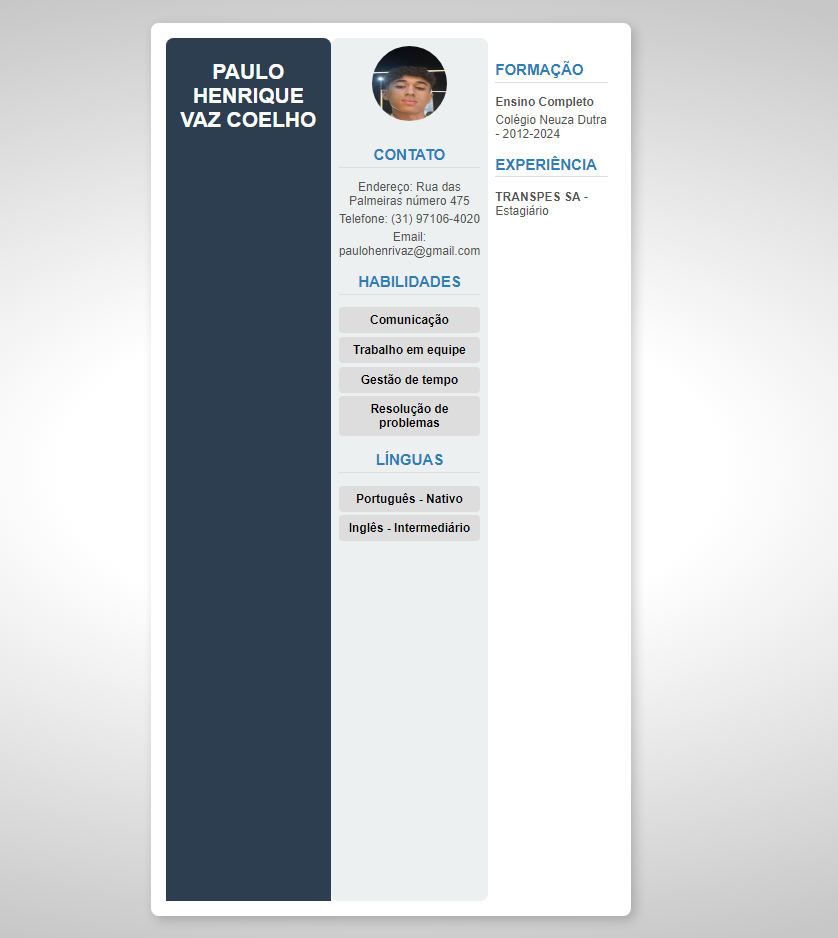 PAULO
HENRIQUE
VAZ COELHO
CONTATO
Endereço: Rua das
Palmeiras número 475
Telefone: (31) 97106-4020
Email:
paulohenrivaz@gmail.com
HABILIDADES
Comunicação
Trabalho em equipe
Gestão de tempo
Resolução de
problemas
LÍNGUAS
Português - Nativo
Inglês - Intermediário
FORMAÇÃO
Ensino Completo
Colégio Neuza Dutra
- 2012-2024
EXPERIÊNCIA
TRANSPES SA -
Estagiário